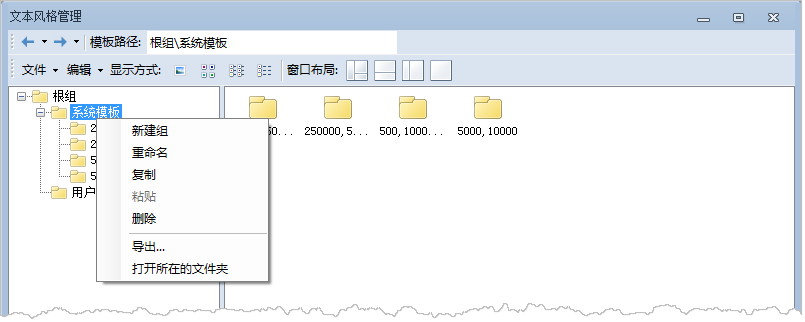 文本风格管理
模板路径: 根组\系统模板
文件 编辑 显示方式: 窗口布局:
根组
系统模板
2
2
5
5
用户
新建组
重命名
复制
粘贴
删除
导出...
打开所在的文件夹
50...
250000,5...
500,1000...
5000,10000